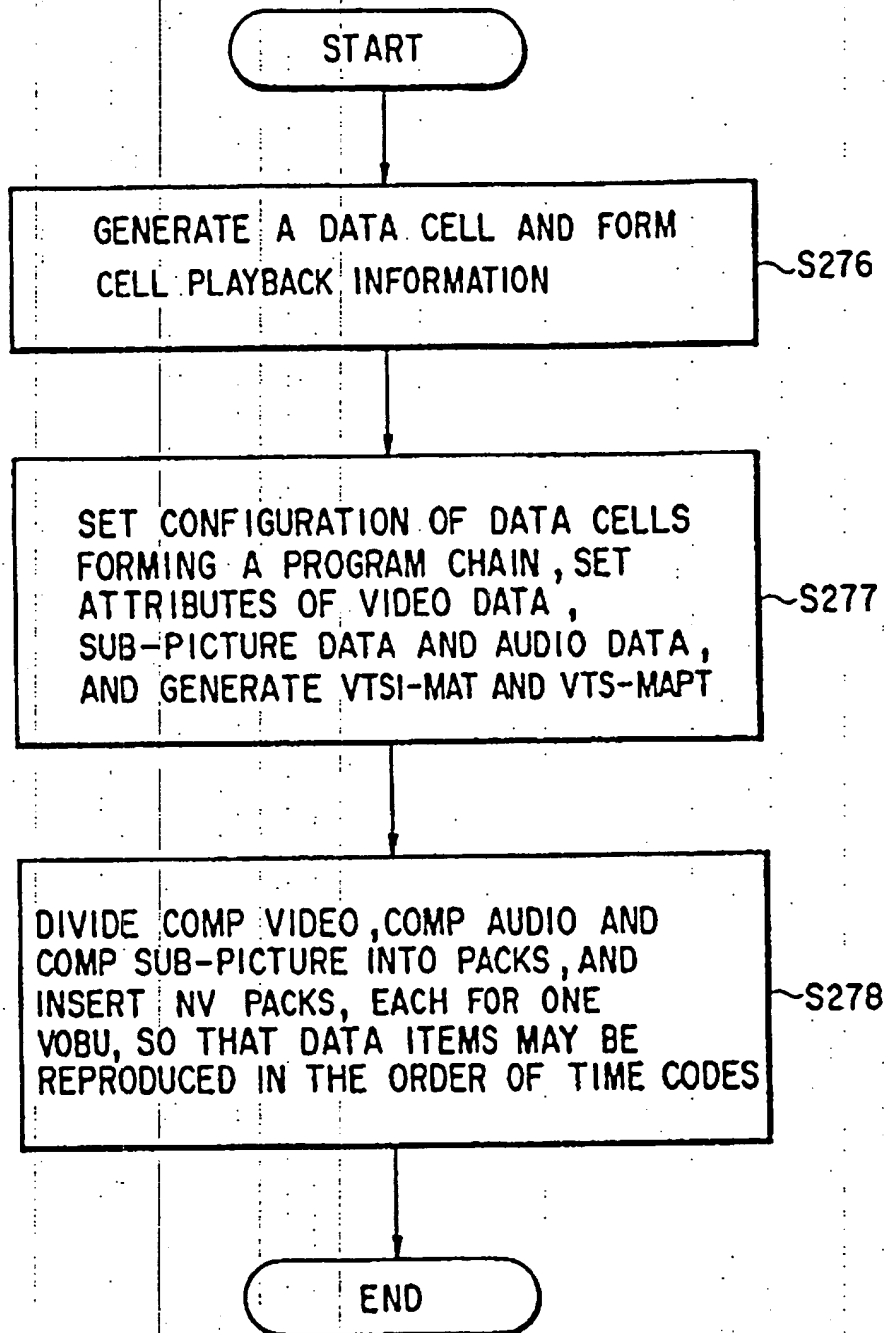 START
GENERATE A DATA CELL AND FORM
CELL PLAYBACK INFORMATION
S276
SET CONFIGURATION OF DATA CELLS
FORMING A PROGRAM CHAIN, SET
ATTRIBUTES OF VIDEO DATA,
SUB-PICTURE DATA AND AUDIO DATA,
AND GENERATE VTSI-MAT AND VTS-MAPT
S277
DIVIDE COMP VIDEO, COMP AUDIO AND
COMP SUB-PICTURE INTO PACKS, AND
INSERT NV PACKS, EACH FOR ONE
VOBU, SO THAT DATA ITEMS MAY BE
REPRODUCED IN THE ORDER OF TIME CODES
S278
END